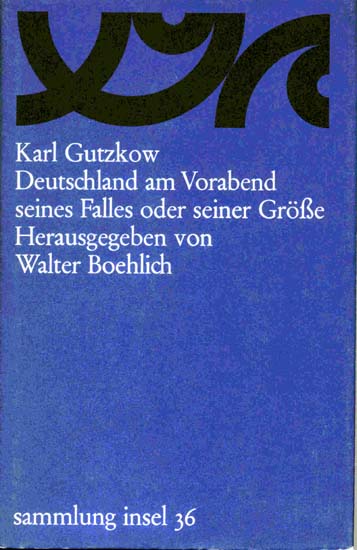 Karl Gutzkow
Deutschland am Vorabend
seines Falles oder seiner Größe
Herausgegeben von
Walter Boehlich
sammlung insel 36